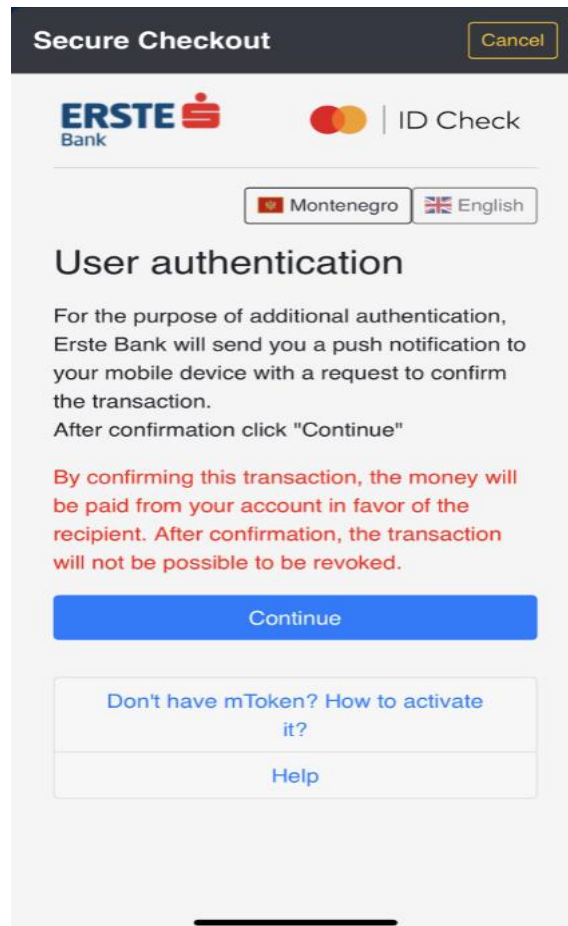 Secure Checkout
Cancel
ERSTE
Bank
ID Check
Montenegro
English
User authentication
For the purpose of additional authentication,
Erste Bank will send you a push notification to
your mobile device with a request to confirm
the transaction.
After confirmation click "Continue"
By confirming this transaction, the money will
be paid from your account in favor of the
recipient. After confirmation, the transaction
will not be possible to be revoked.
Continue
Don't have mToken? How to activate
it?
Help